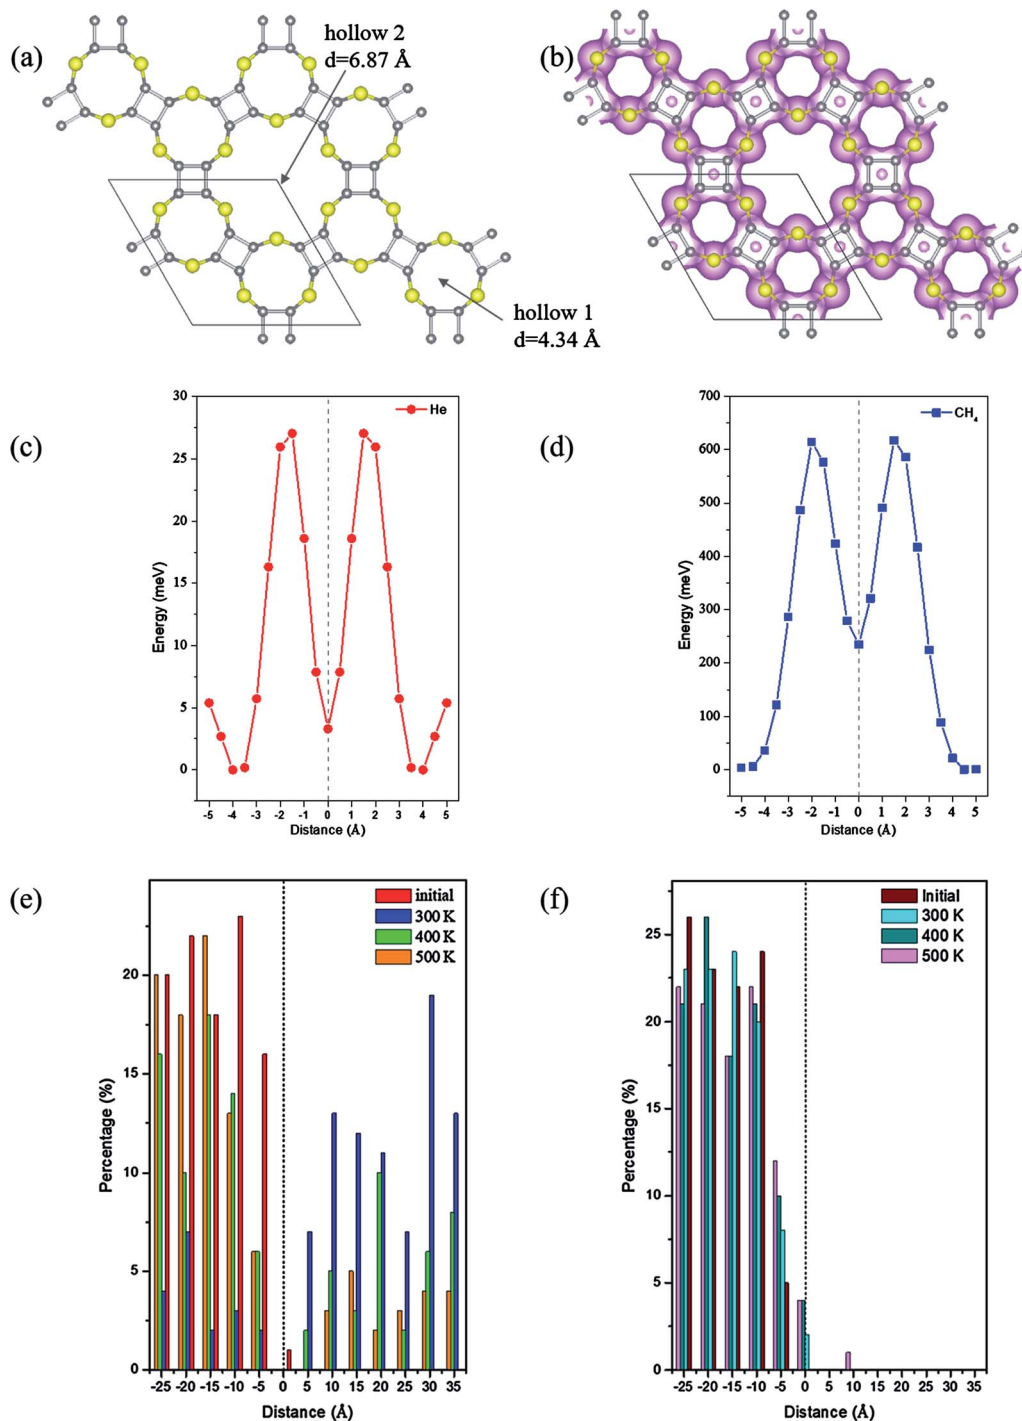 (a)
hollow 2
d=6.87 Å
hollow 1
d=4.34 Å
(b)
(c)
He
30
25
20
15
10
5
0
Energy (meV)
-5 -4 -3 -2 -1 0 1 2 3 4 5
Distance (Å)
(d)
CH₄
700
600
500
400
300
200
100
0
Energy (meV)
-5 -4 -3 -2 -1 0 1 2 3 4 5
Distance (Å)
(e)
initial
300 K
400 K
500 K
20
15
10
5
0
Percentage (%)
-25 -20 -15 -10 -5 0 5 10 15 20 25 30 35
Distance (Å)
(f)
Initial
300 K
400 K
500 K
25
20
15
10
5
0
Percentage (%)
-25 -20 -15 -10 -5 0 5 10 15 20 25 30 35
Distance (Å)